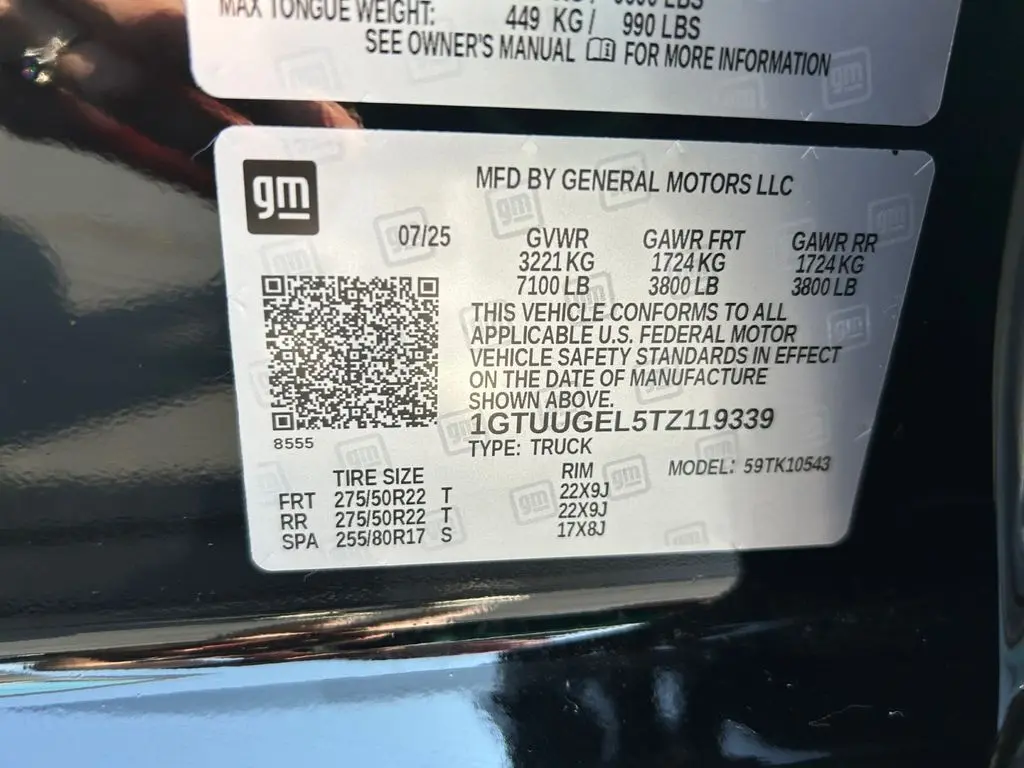 MAX TONGUE WEIGHT: 449 KG / 990 LBS
SEE OWNER'S MANUAL FOR MORE INFORMATION
gm
MFD BY GENERAL MOTORS LLC
07/25
GVWR GAWR FRT GAWR RR
3221 KG 1724 KG 1724 KG
7100 LB 3800 LB 3800 LB
THIS VEHICLE CONFORMS TO ALL
APPLICABLE U.S. FEDERAL MOTOR
VEHICLE SAFETY STANDARDS IN EFFECT
ON THE DATE OF MANUFACTURE
SHOWN ABOVE.
1GTUUGEL5TZ119339
8555
TYPE: TRUCK
MODEL: 59TK10543
TIRE SIZE RIM
FRT 275/50R22 T 22X9J
RR 275/50R22 T 22X9J
SPA 255/80R17 S 17X8J